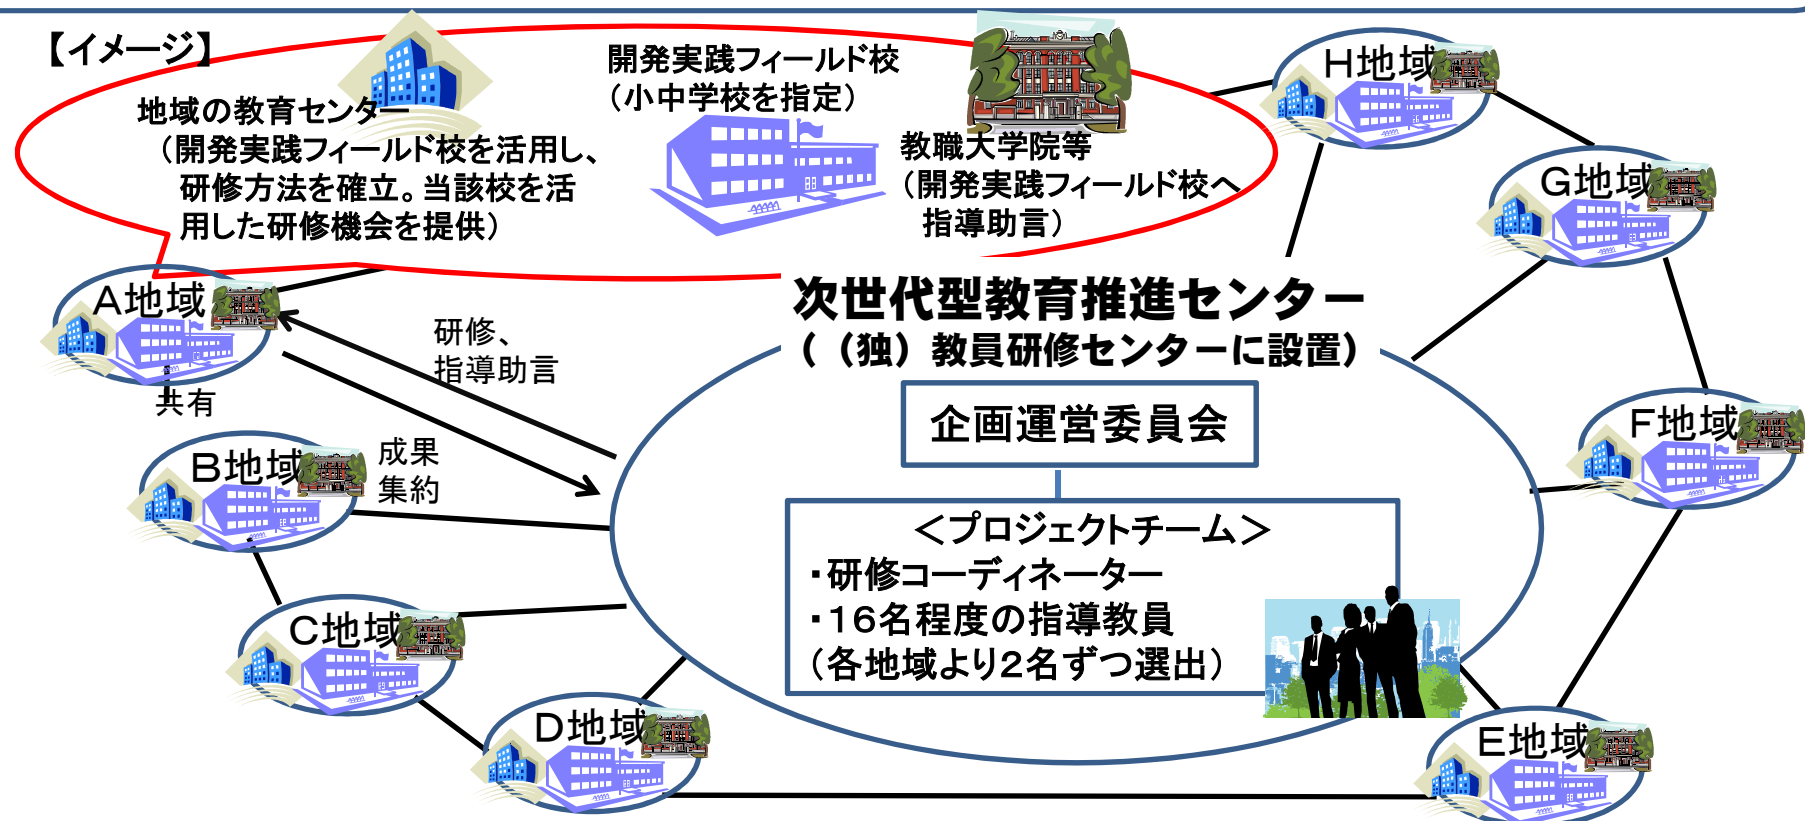 【イメージ】
地域の教育センター
（開発実践フィールド校を活用し、
研修方法を確立。当該校を活
用した研修機会を提供）
開発実践フィールド校
（小中学校を指定）
教職大学院等
（開発実践フィールド校へ
指導助言）
H地域
G地域
A地域
共有
研修、
指導助言
成果
集約
B地域
C地域
D地域
E地域
F地域
次世代型教育推進センター
（（独）教員研修センターに設置）
企画運営委員会
＜プロジェクトチーム＞
・研修コーディネーター
・１６名程度の指導教員
（各地域より２名ずつ選出）